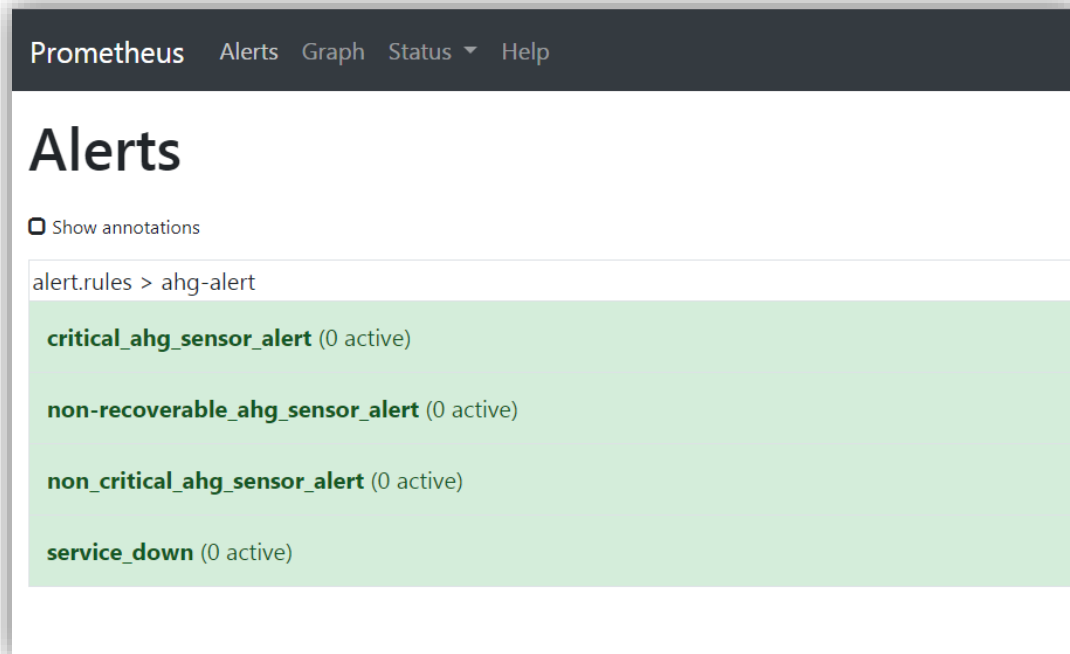 Prometheus Alerts Graph Status Help
Alerts
Show annotations
alert.rules > ahg-alert
critical_ahg_sensor_alert (0 active)
non-recoverable_ahg_sensor_alert (0 active)
non_critical_ahg_sensor_alert (0 active)
service_down (0 active)